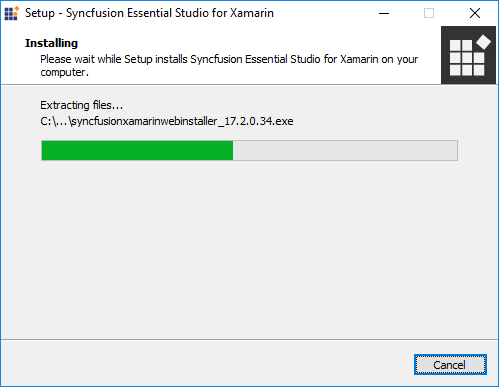 Setup - Syncfusion Essential Studio for Xamarin
Installing
Please wait while Setup installs Syncfusion Essential Studio for Xamarin on your
computer.
Extracting files...
C:\...\syncfusionxamarinwebinstaller_17.2.0.34.exe
Cancel